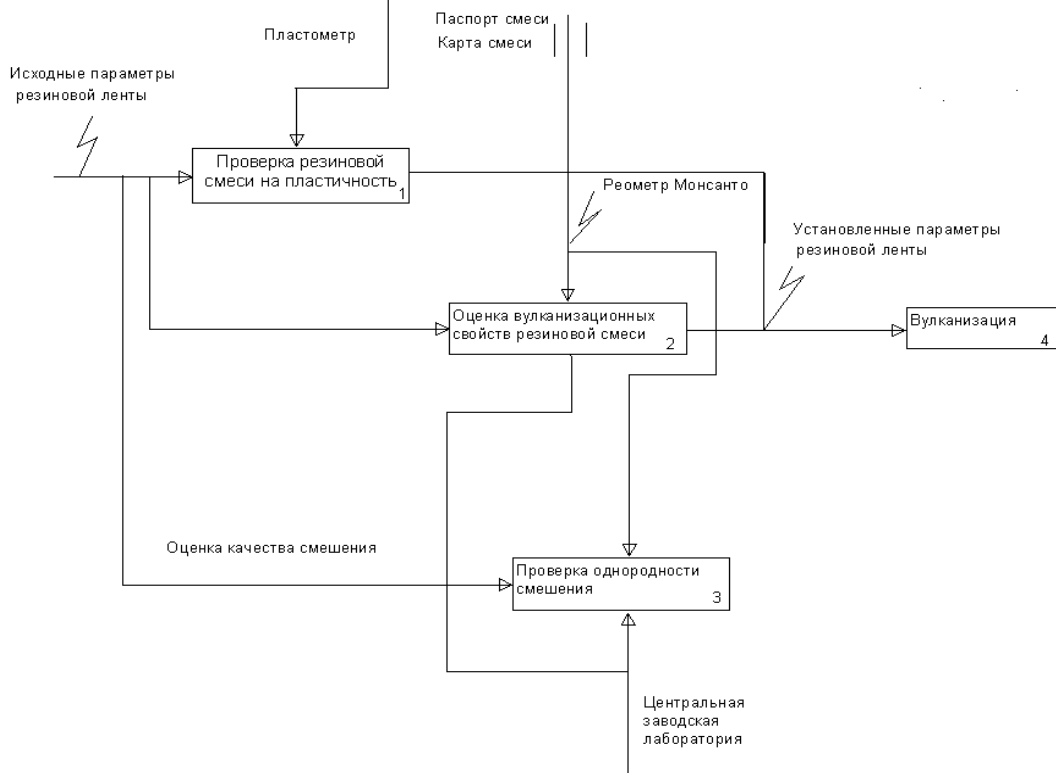 Пластометр
Паспорт смеси
Карта смеси
Исходные параметры
резиновой ленты
Проверка резиновой
смеси на пластичность
1
Реометр Монсанто
Установленные параметры
резиновой ленты
Оценка вулканизационных
свойств резиновой смеси
2
Вулканизация
4
Оценка качества смешения
Проверка однородности
смешения
3
Центральная
заводская
лаборатория